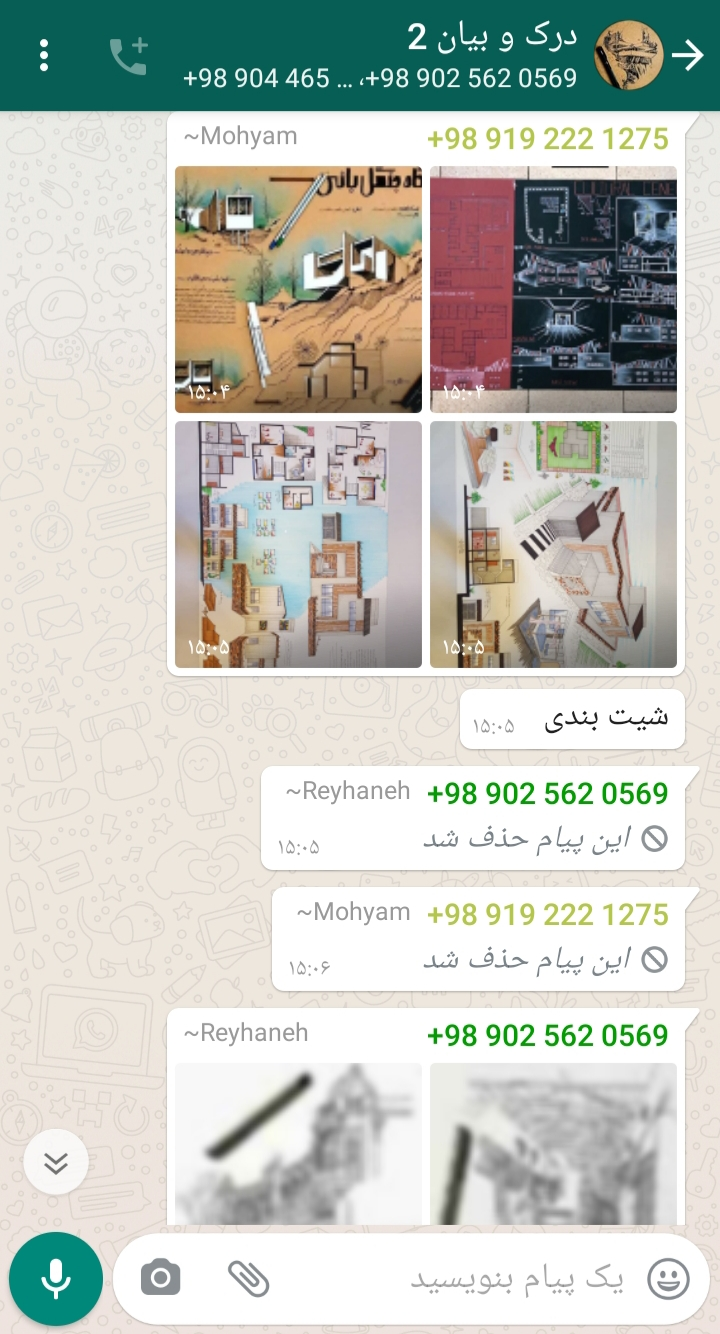 درک و بیان 2
+98 904 465 ... ،+98 902 562 0569
+98 919 222 1275 ~Mohyam
۱۵:۰۴
۱۵:۰۴
۱۵:۰۵
۱۵:۰۵
شیت بندی ۱۵:۰۵
+98 902 562 0569 ~Reyhaneh
این پیام حذف شد
۱۵:۰۵
+98 919 222 1275 ~Mohyam
این پیام حذف شد
۱۵:۰۶
+98 902 562 0569 ~Reyhaneh
یک پیام بنویسید